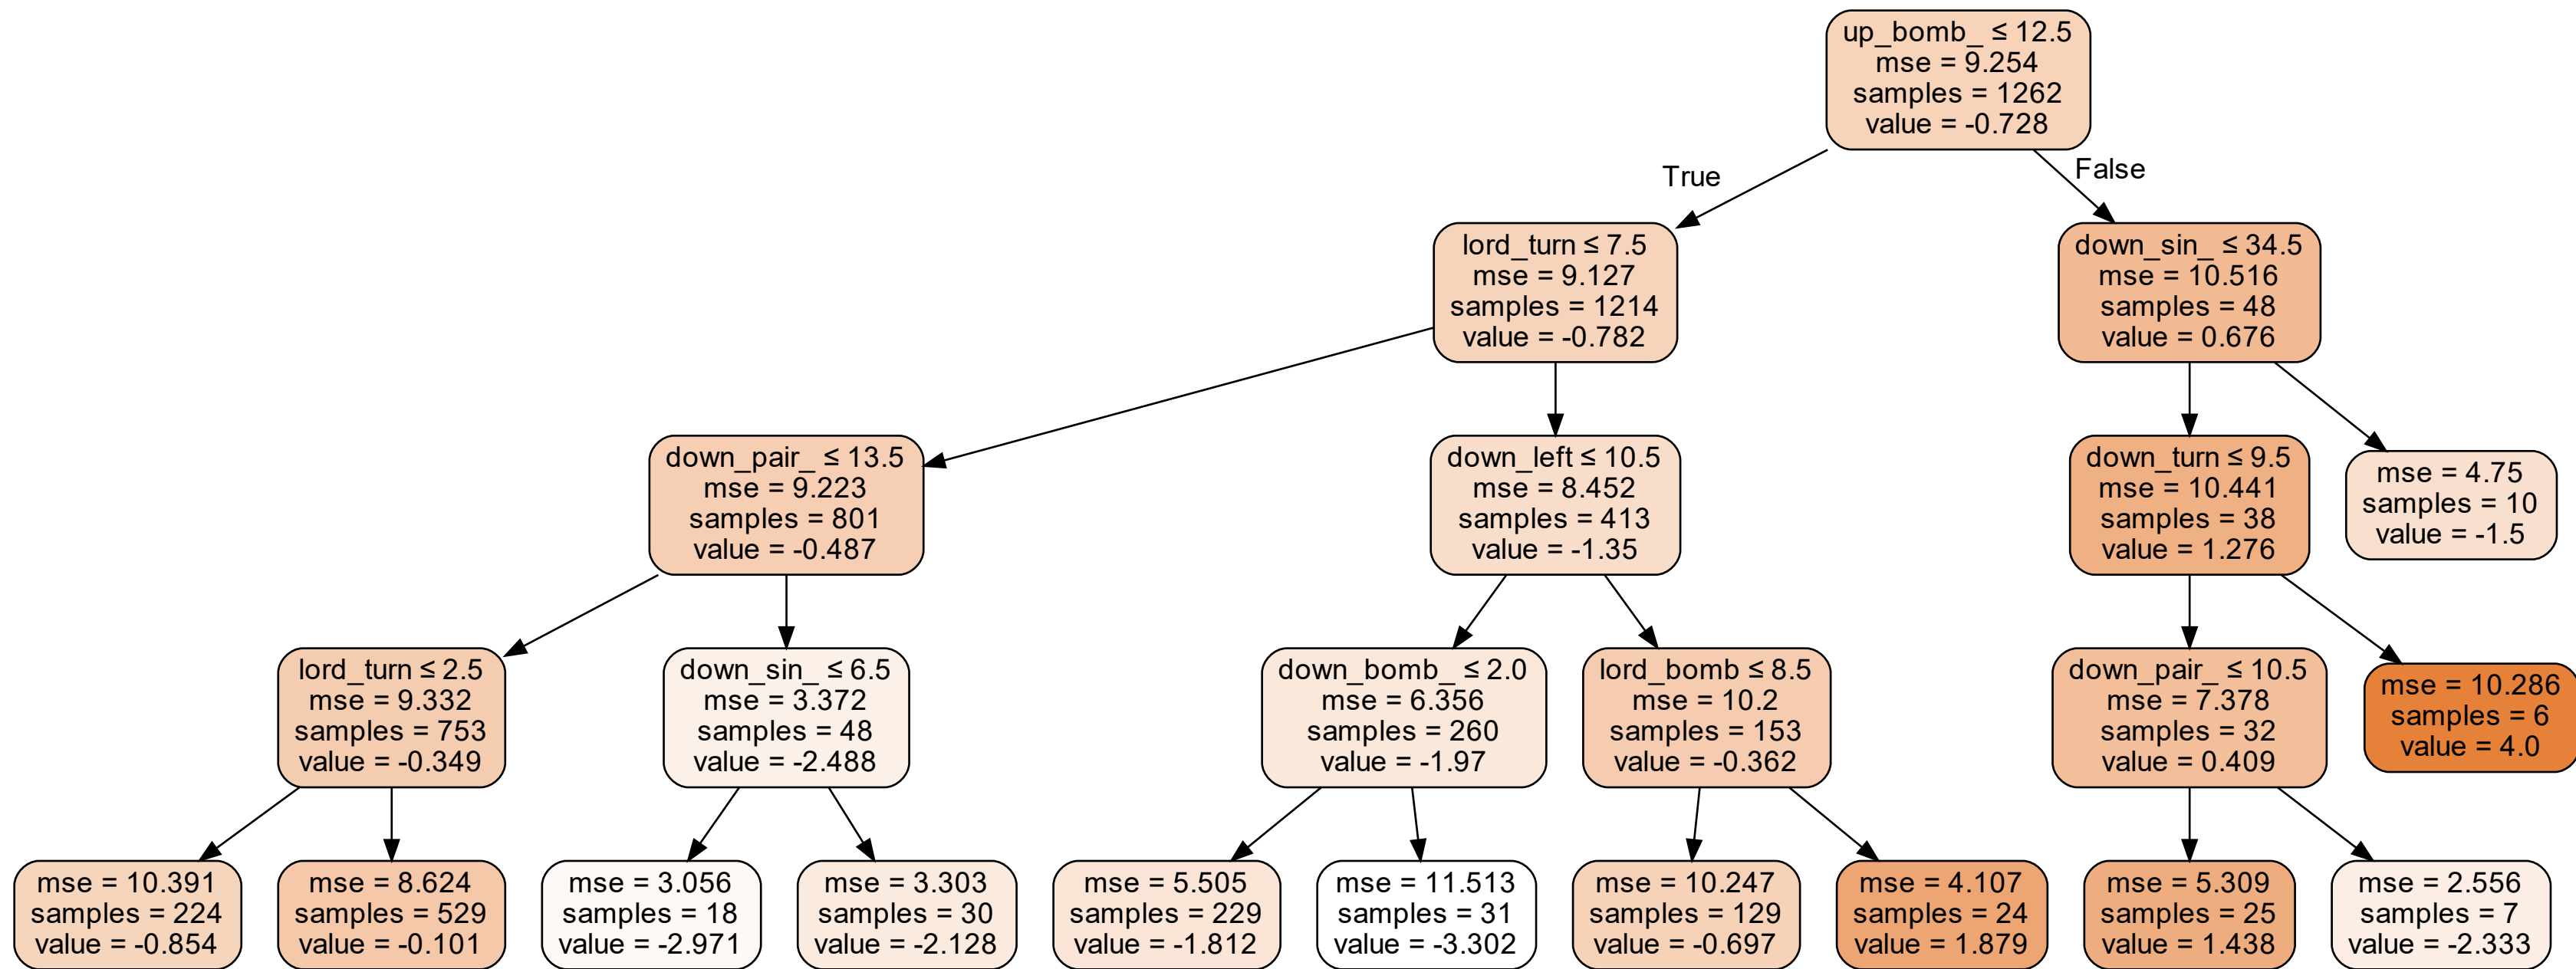 up_bomb_ ≤ 12.5
mse = 9.254
samples = 1262
value = -0.728
True
False
lord_turn ≤ 7.5
mse = 9.127
samples = 1214
value = -0.782
down_sin_ ≤ 34.5
mse = 10.516
samples = 48
value = 0.676
down_pair_ ≤ 13.5
mse = 9.223
samples = 801
value = -0.487
down_left ≤ 10.5
mse = 8.452
samples = 413
value = -1.35
down_turn ≤ 9.5
mse = 10.441
samples = 38
value = 1.276
mse = 4.75
samples = 10
value = -1.5
lord_turn ≤ 2.5
mse = 9.332
samples = 753
value = -0.349
down_sin_ ≤ 6.5
mse = 3.372
samples = 48
value = -2.488
down_bomb_ ≤ 2.0
mse = 6.356
samples = 260
value = -1.97
lord_bomb ≤ 8.5
mse = 10.2
samples = 153
value = -0.362
down_pair_ ≤ 10.5
mse = 7.378
samples = 32
value = 0.409
mse = 10.286
samples = 6
value = 4.0
mse = 10.391
samples = 224
value = -0.854
mse = 8.624
samples = 529
value = -0.101
mse = 3.056
samples = 18
value = -2.971
mse = 3.303
samples = 30
value = -2.128
mse = 5.505
samples = 229
value = -1.812
mse = 11.513
samples = 31
value = -3.302
mse = 10.247
samples = 129
value = -0.697
mse = 4.107
samples = 24
value = 1.879
mse = 5.309
samples = 25
value = 1.438
mse = 2.556
samples = 7
value = -2.333